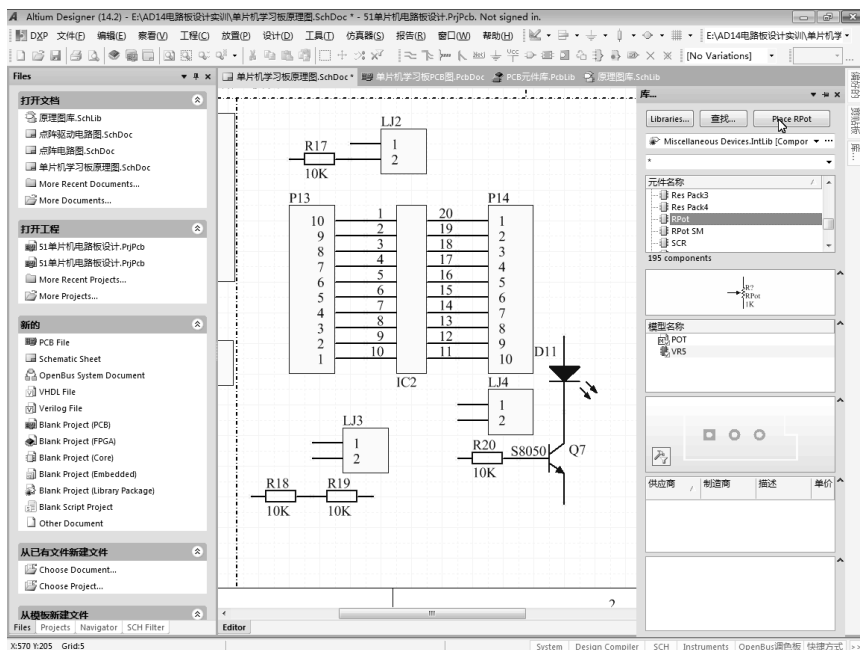 Altium Designer (14.2) - E:\AD14电路板设计实训\单片机学习板原理图.SchDoc * - 51单片机电路板设计.PrjPcb. Not signed in.
DXP 文件(F) 编辑(E) 察看(V) 工程(C) 放置(P) 设计(D) 工具(T) 仿真器(S) 报告(R) 窗口(W) 帮助(H) E:\AD14电路板设计实训\单片机学
[No Variations]
Files
单片机学习板原理图.SchDoc * 单片机学习板PCB图.PcbDoc PCB元件库.PcbLib 原理图库.SchLib
打开文档
原理图库.SchLib
点阵驱动电路图.SchDoc
点阵电路图.SchDoc
单片机学习板原理图.SchDoc
More Recent Documents...
More Documents...
打开工程
51单片机电路板设计.PrjPcb
51单片机电路板设计.PrjPcb
More Recent Projects...
More Projects...
新的
PCB File
Schematic Sheet
OpenBus System Document
VHDL File
Verilog File
Blank Project (PCB)
Blank Project (FPGA)
Blank Project (Core)
Blank Project (Embedded)
Blank Project (Library Package)
Blank Script Project
Other Document
从已有文件新建文件
Choose Document...
Choose Project...
从模板新建文件
Files Projects Navigator SCH Filter
X:570 Y:205 Grid:5
LJ2
R17
1
2
10K
P13
P14
10 1 20 1
9 2 19 2
8 3 18 3
7 4 17 4
6 5 16 5
5 6 15 6
4 7 14 7
3 8 13 8
2 9 12 9
1 10 11 10
IC2
D11
LJ4
1
2
LJ3
1
2
R20
S8050
Q7
10K
R18 R19
10K 10K
2
Editor
库...
Libraries... 查找... Place RPot
Miscellaneous Devices.IntLib [Compor
*
元件名称
Res Pack3
Res Pack4
RPot
RPot SM
SCR
195 components
R?
RPot
1K
模型名称
POT
VR5
供应商 制造商 描述 单价
System Design Compiler SCH Instruments OpenBus调色板 快捷方式 >>